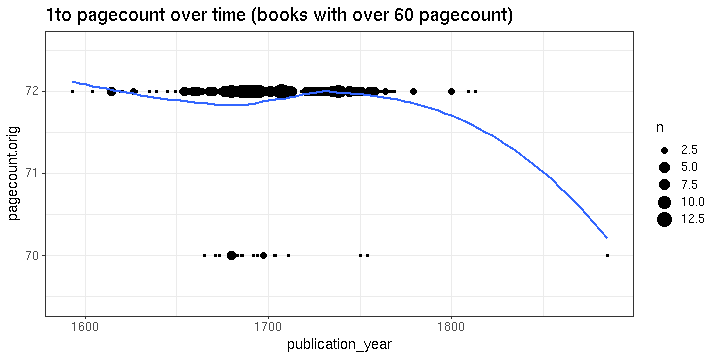 1to pagecount over time (books with over 60 pagecount)
72
71
70
pagecount.orig
1600
1700
1800
publication_year
n
2.5
5.0
7.5
10.0
12.5